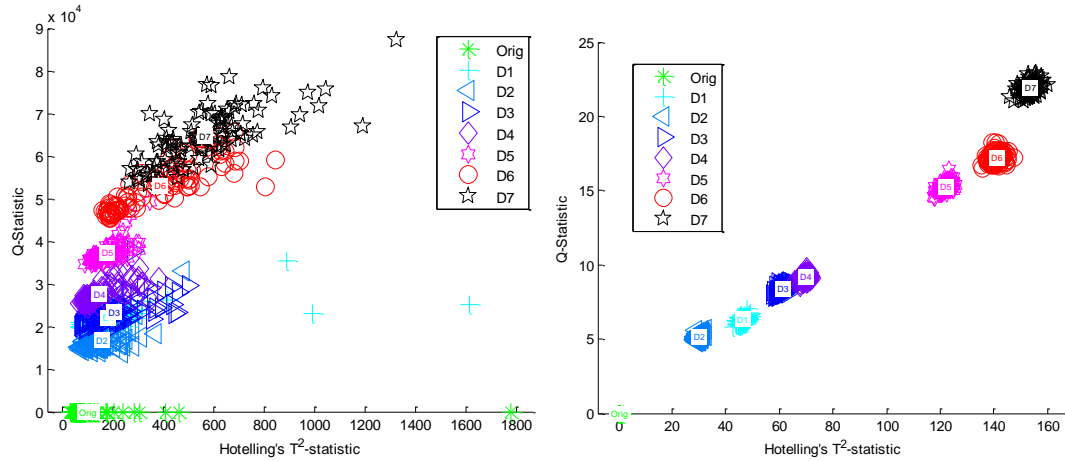 x 10^4
9
8
7
6
5
4
3
2
1
0
Q-Statistic
0 200 400 600 800 1000 1200 1400 1600 1800
Hotelling's T^2-statistic
Orig
D1
D2
D3
D4
D5
D6
D7
D7
D6
D5
D4
D3
D2
Orig
25
20
15
10
5
0
Q-Statistic
0 20 40 60 80 100 120 140 160
Hotelling's T^2-statistic
Orig
D1
D2
D3
D4
D5
D6
D7
D7
D6
D5
D4
D3
D1
D2
Orig